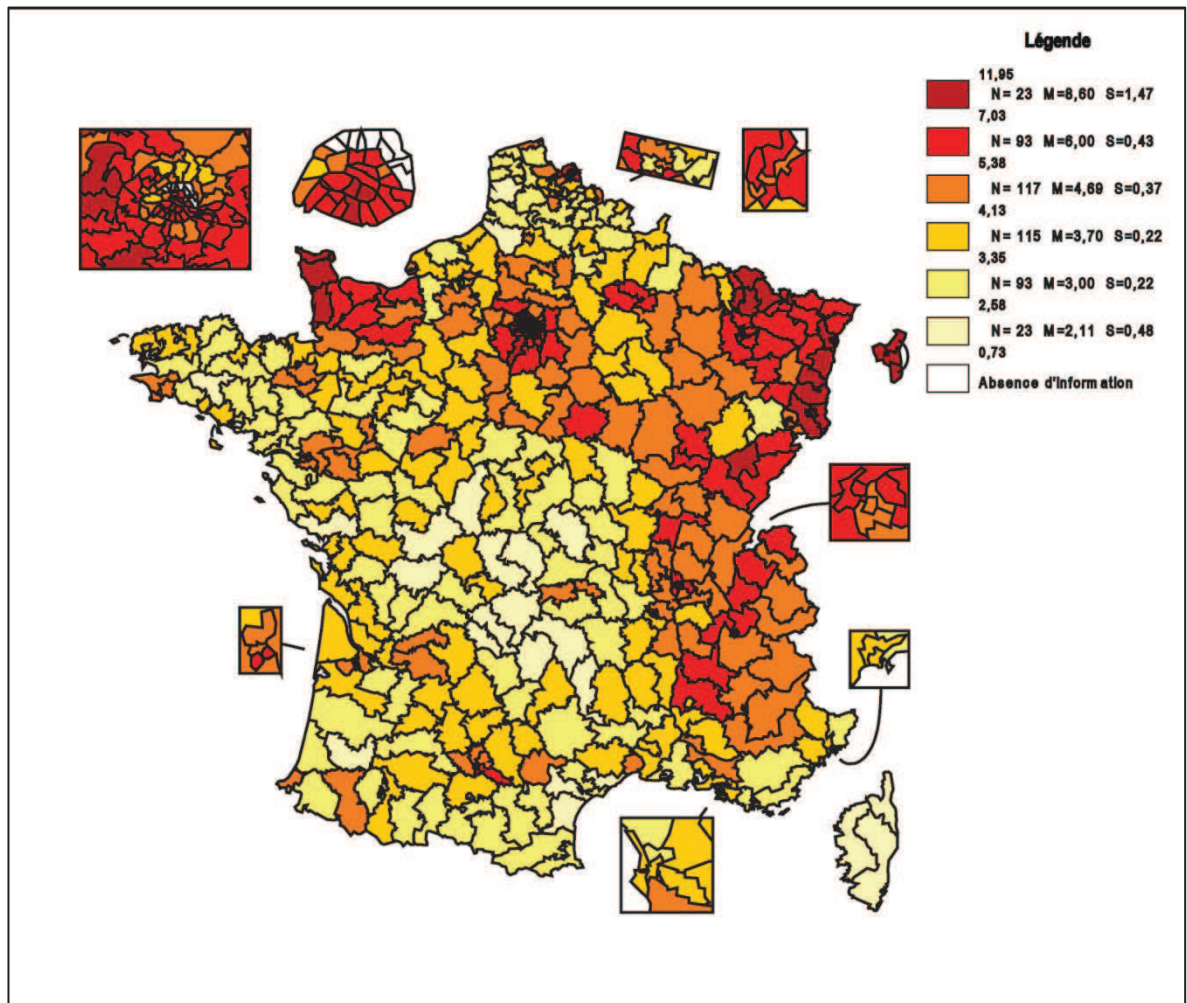 Légende
11,95
N= 23 M=8,60 S=1,47
7,03
N= 93 M=6,00 S=0,43
5,38
N= 117 M=4,69 S=0,37
4,13
N= 115 M=3,70 S=0,22
3,35
N= 93 M=3,00 S=0,22
2,58
N= 23 M=2,11 S=0,48
0,73
Absence d'information